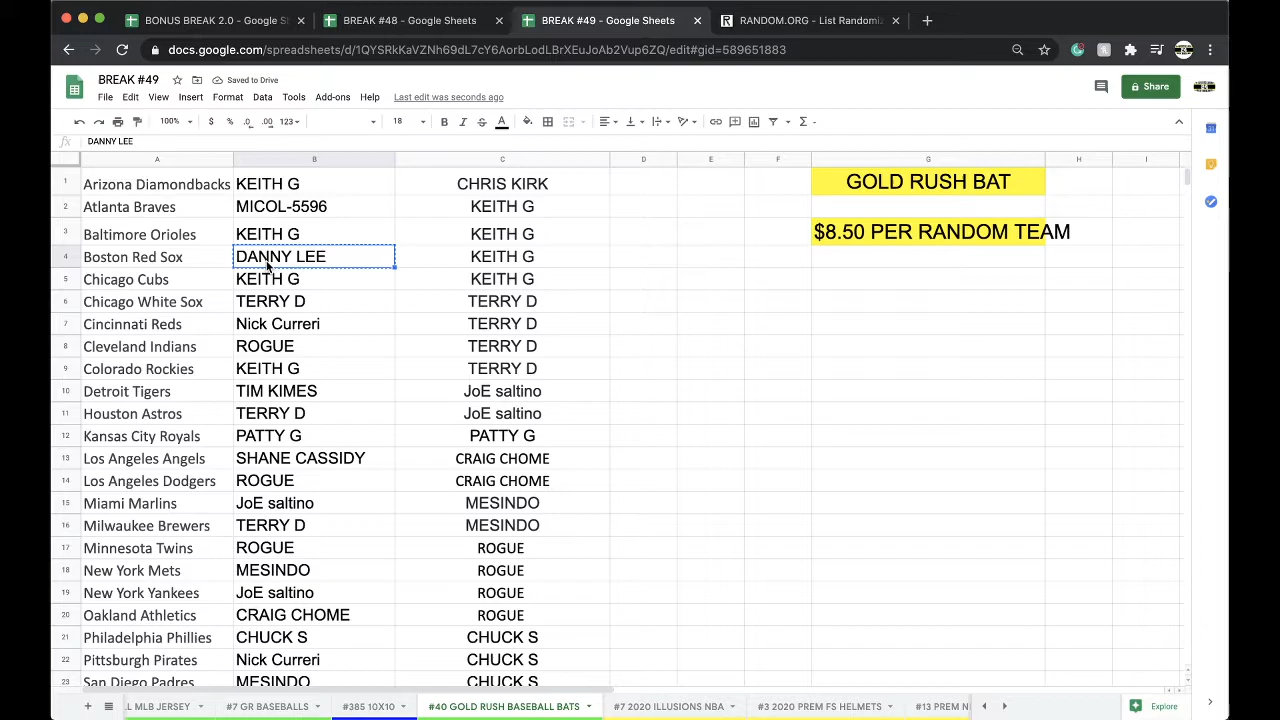 BONUS BREAK 2.0 - Google S
BREAK #48 - Google Sheets
BREAK #49 - Google Sheets
RANDOM.ORG - List Randomiz
docs.google.com/spreadsheets/d/1QYSRkKaVZNh69dL7cY6AorbLodLBrXEuJoAb2Vup6ZQ/edit#gid=589651883
BREAK #49
Saved to Drive
File Edit View Insert Format Data Tools Add-ons Help Last edit was seconds ago
Share
100% $ % .0 .00 123 18 B I S A
fx DANNY LEE
A B C D E F G H I
1 Arizona Diamondbacks KEITH G CHRIS KIRK GOLD RUSH BAT
2 Atlanta Braves MICOL-5596 KEITH G
3 Baltimore Orioles KEITH G KEITH G $8.50 PER RANDOM TEAM
4 Boston Red Sox DANNY LEE KEITH G
5 Chicago Cubs KEITH G KEITH G
6 Chicago White Sox TERRY D TERRY D
7 Cincinnati Reds Nick Curreri TERRY D
8 Cleveland Indians ROGUE TERRY D
9 Colorado Rockies KEITH G TERRY D
10 Detroit Tigers TIM KIMES JoE saltino
11 Houston Astros TERRY D JoE saltino
12 Kansas City Royals PATTY G PATTY G
13 Los Angeles Angels SHANE CASSIDY CRAIG CHOME
14 Los Angeles Dodgers ROGUE CRAIG CHOME
15 Miami Marlins JoE saltino MESINDO
16 Milwaukee Brewers TERRY D MESINDO
17 Minnesota Twins ROGUE ROGUE
18 New York Mets MESINDO ROGUE
19 New York Yankees JoE saltino ROGUE
20 Oakland Athletics CRAIG CHOME ROGUE
21 Philadelphia Phillies CHUCK S CHUCK S
22 Pittsburgh Pirates Nick Curreri CHUCK S
23 San Diego Padres MESINDO CHUCK S
L MLB JERSEY #7 GR BASEBALLS #385 10X10 #40 GOLD RUSH BASEBALL BATS #7 2020 ILLUSIONS NBA #3 2020 PREM FS HELMETS #13 PREM N Explore